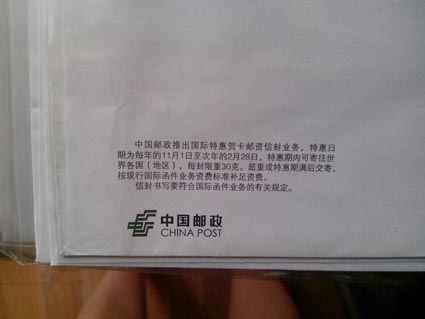 中国邮政推出国际特惠贺卡邮资信封业务，特惠日
期为每年的11月1日至次年的2月28日，特惠期内可寄往世
界各国（地区），每封限重30克。超重或特惠期满后交寄，
按现行国际函件业务资费标准补足资费。
信封书写要符合国际函件业务的有关规定。
中国邮政
CHINA POST